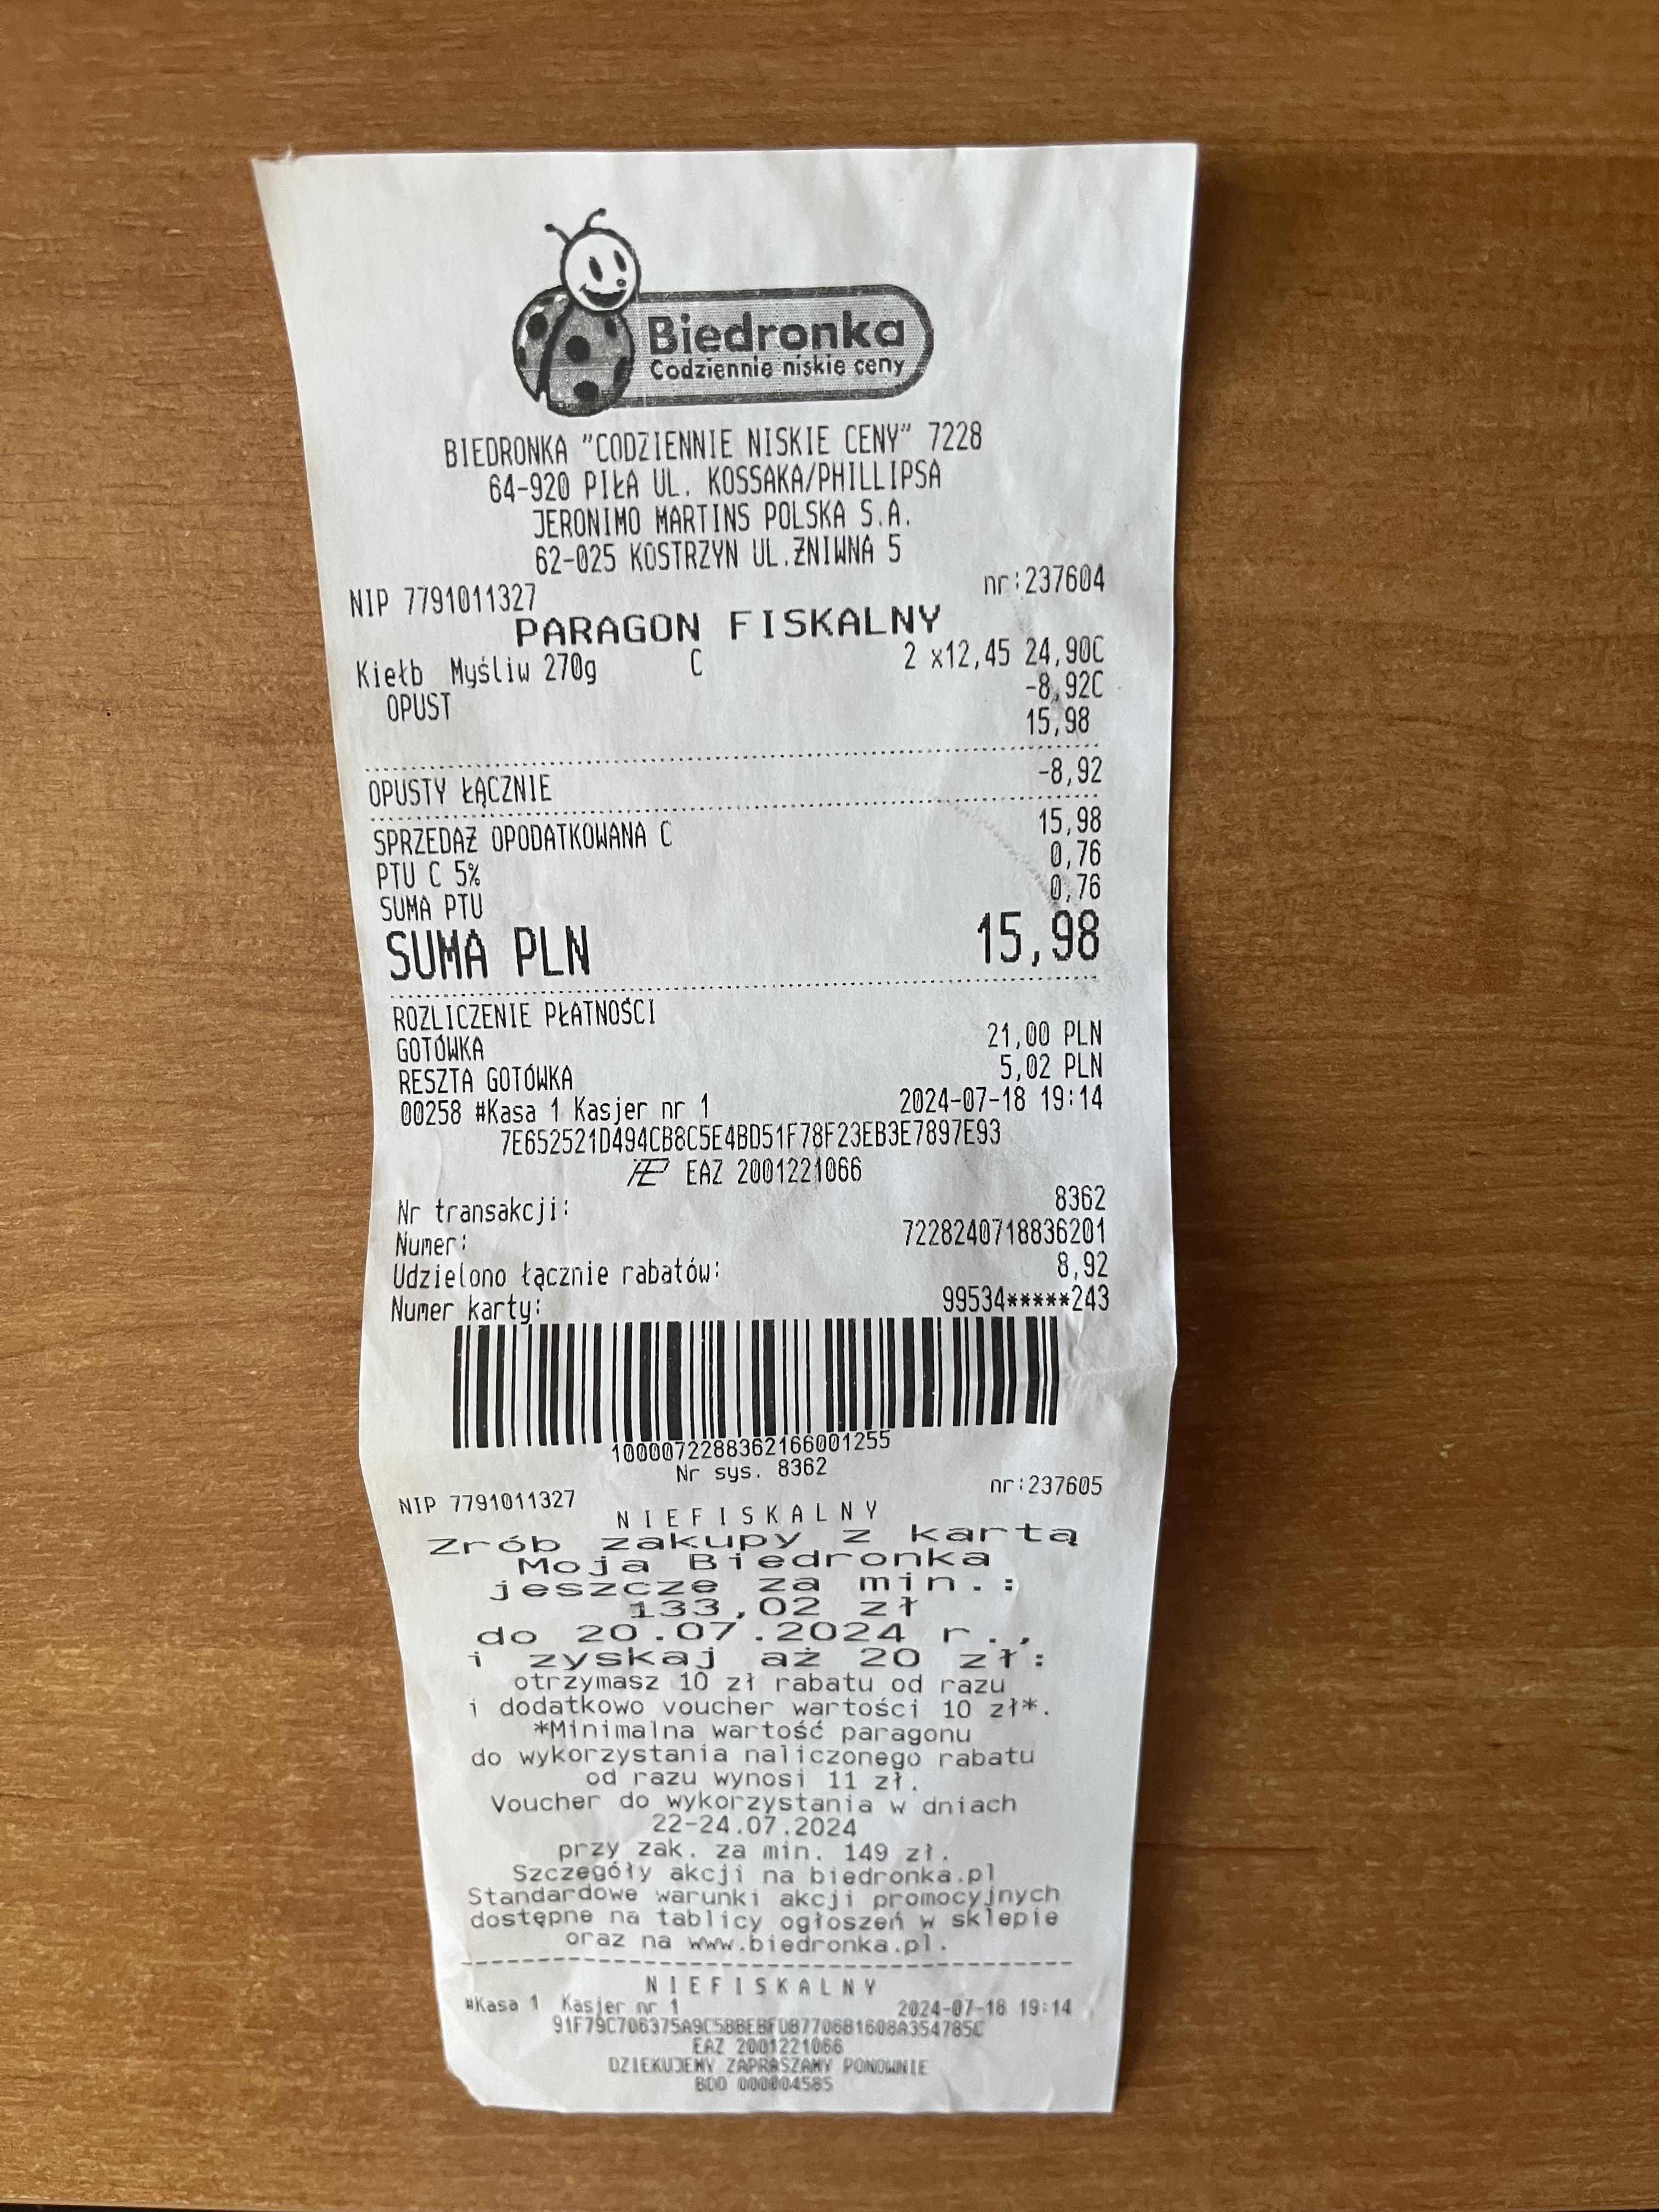 Biedronka
Codziennie niskie ceny
BIEDRONKA "CODZIENNIE NISKIE CENY" 7228
64-920 PIŁA UL. KOSSAKA/PHILLIPSA
JERONIMO MARTINS POLSKA S.A.
62-025 KOSTRZYN UL.ŻNIWNA 5
NIP 7791011327 nr:237604
PARAGON FISKALNY
Kiełb Myśliw 270g C 2 x12,45 24,90C
OPUST -8,92C
15,98
OPUSTY ŁĄCZNIE -8,92
SPRZEDAŻ OPODATKOWANA C 15,98
PTU C 5% 0,76
SUMA PTU 0,76
SUMA PLN 15,98
ROZLICZENIE PŁATNOŚCI
GOTÓWKA 21,00 PLN
RESZTA GOTÓWKA 5,02 PLN
00258 #Kasa 1 Kasjer nr 1 2024-07-18 19:14
7E652521D494CB8C5E4BD51F78F23EB3E7897E93
EAZ 2001221066
Nr transakcji: 8362
Numer: 7228240718836201
Udzielono łącznie rabatów: 8,92
Numer karty: 99534*****243
1000072288362166001255
Nr sys. 8362
NIP 7791011327 nr:237605
NIEFISKALNY
Zrób zakupy z kartą
Moja Biedronka
jeszcze za min.:
133,02 zł
do 20.07.2024 r.,
i zyskaj aż 20 zł:
otrzymasz 10 zł rabatu od razu
i dodatkowo voucher wartości 10 zł*.
*Minimalna wartość paragonu
do wykorzystania naliczonego rabatu
od razu wynosi 11 zł.
Voucher do wykorzystania w dniach
22-24.07.2024
przy zak. za min. 149 zł.
Szczegóły akcji na biedronka.pl
Standardowe warunki akcji promocyjnych
dostępne na tablicy ogłoszeń w sklepie
oraz na www.biedronka.pl.
NIEFISKALNY
#Kasa 1 Kasjer nr 1 2024-07-18 19:14
EAZ 2001221066
DZIEKUJEMY ZAPRASZAMY PONOWNIE
BDO 000004585